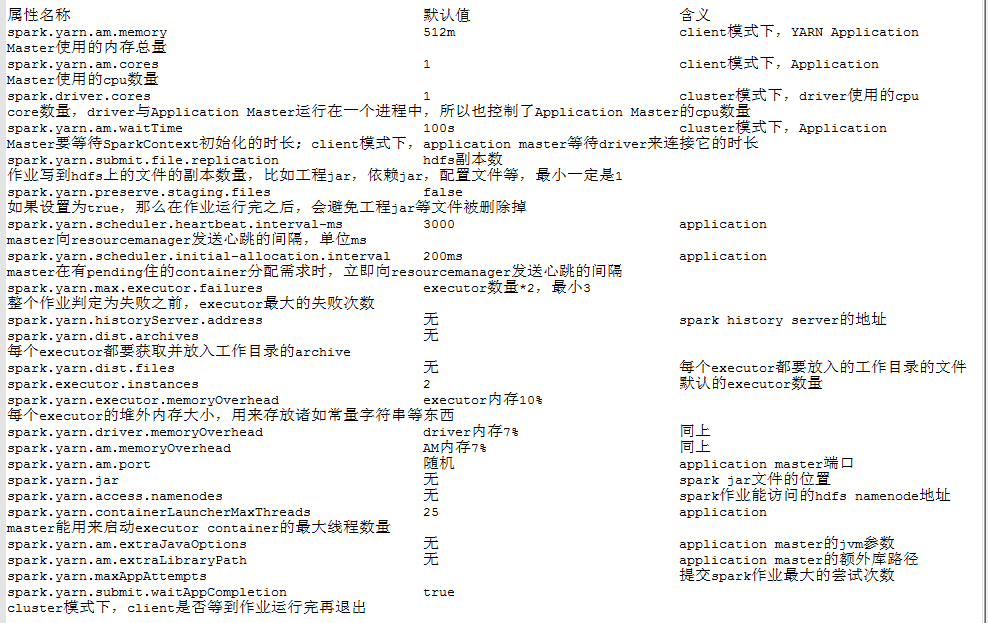 属性名称 默认值 含义
spark.yarn.am.memory 512m client模式下，YARN Application
Master使用的内存总量
spark.yarn.am.cores 1 client模式下，Application
Master使用的cpu数量
spark.driver.cores 1 cluster模式下，driver使用的cpu
core数量，driver与Application Master运行在一个进程中，所以也控制了Application Master的cpu数量
spark.yarn.am.waitTime 100s cluster模式下，Application
Master要等待SparkContext初始化的时长；client模式下，application master等待driver来连接它的时长
spark.yarn.submit.file.replication hdfs副本数
作业写到hdfs上的文件的副本数量，比如工程jar，依赖jar，配置文件等，最小一定是1
spark.yarn.preserve.staging.files false
如果设置为true，那么在作业运行完之后，会避免工程jar等文件被删除掉
spark.yarn.scheduler.heartbeat.interval-ms 3000 application
master向resourcemanager发送心跳的间隔，单位ms
spark.yarn.scheduler.initial-allocation.interval 200ms application
master在有pending住的container分配需求时，立即向resourcemanager发送心跳的间隔
spark.yarn.max.executor.failures executor数量*2，最小3
整个作业判定为失败之前，executor最大的失败次数
spark.yarn.historyServer.address 无 spark history server的地址
spark.yarn.dist.archives 无
每个executor都要获取并放入工作目录的archive
spark.yarn.dist.files 无 每个executor都要放入的工作目录的文件
spark.executor.instances 2 默认的executor数量
spark.yarn.executor.memoryOverhead executor内存10%
每个executor的堆外内存大小，用来存放诸如常量字符串等东西
spark.yarn.driver.memoryOverhead driver内存7% 同上
spark.yarn.am.memoryOverhead AM内存7% 同上
spark.yarn.am.port 随机 application master端口
spark.yarn.jar 无 spark jar文件的位置
spark.yarn.access.namenodes 无 spark作业能访问的hdfs namenode地址
spark.yarn.containerLauncherMaxThreads 25 application
master能用来启动executor container的最大线程数量
spark.yarn.am.extraJavaOptions 无 application master的jvm参数
spark.yarn.am.extraLibraryPath 无 application master的额外库路径
spark.yarn.maxAppAttempts 提交spark作业最大的尝试次数
spark.yarn.submit.waitAppCompletion true
cluster模式下，client是否等到作业运行完再退出